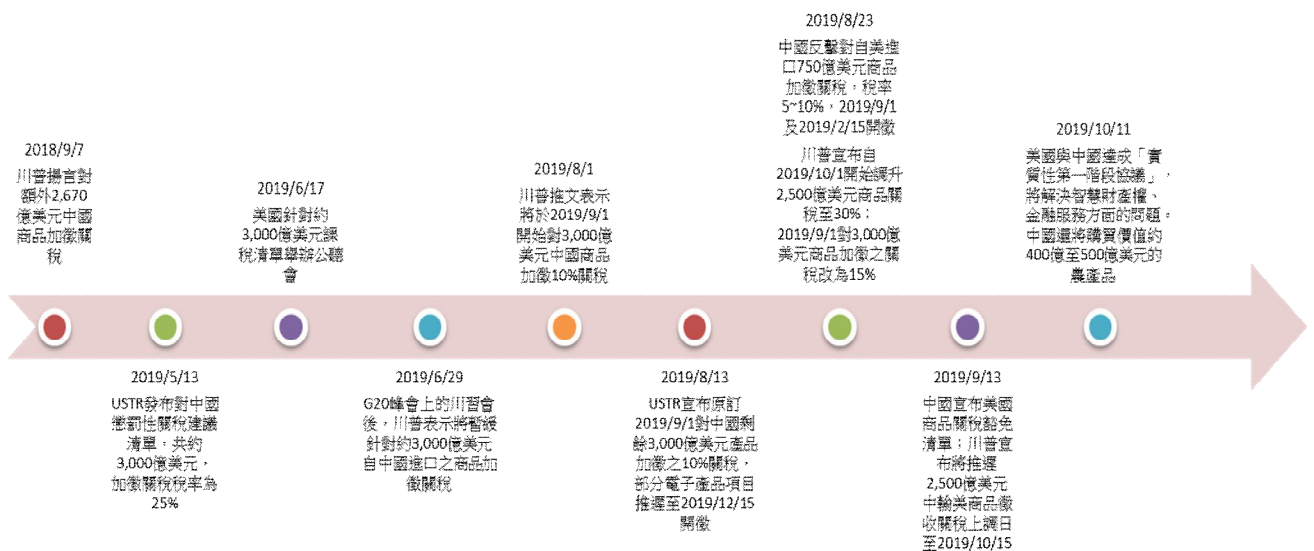 2018/9/7
川普揚言對
額外2,670
億美元中國
商品加徵關
稅
2019/5/13
USTR發布對中國
懲罰性關稅建議
清單，共約
3,000億美元，
加徵關稅稅率為
25%
2019/6/17
美國針對約
3,000億美元課
稅清單舉辦公聽
會
2019/6/29
G20峰會上的川習會
後，川普表示將暫緩
針對約3,000億美元
自中國進口之商品加
徵關稅
2019/8/1
川普推文表示
將於2019/9/1
開始對3,000億
美元中國商品
加徵10%關稅
2019/8/13
USTR宣布原訂
2019/9/1對中國剩
餘3,000億美元產品
加徵之10%關稅，
部分電子產品項目
推遲至2019/12/15
開徵
2019/8/23
中國反擊對自美進
口750億美元商品
加徵關稅，稅率
5~10%，2019/9/1
及2019/2/15開徵
川普宣布自
2019/10/1開始調升
2,500億美元商品關
稅至30%；
2019/9/1對3,000億
美元商品加徵之關
稅改為15%
2019/9/13
中國宣布美國
商品關稅豁免
清單；川普宣
布將推遲
2,500億美元
中輸美商品徵
收關稅上調日
至2019/10/15
2019/10/11
美國與中國達成「實
質性第一階段協議」，
將解決智慧財產權、
金融服務方面的問題。
中國還將購買價值約
400億至500億美元的
農產品